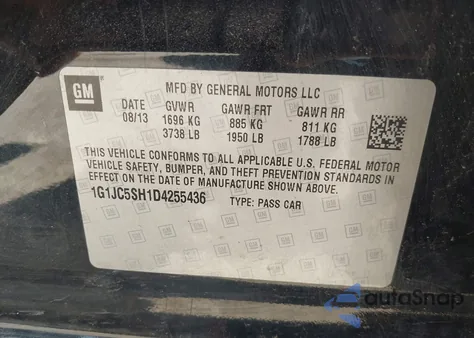 GM
MFD BY GENERAL MOTORS LLC
DATE GVWR GAWR FRT GAWR RR
08/13 1696 KG 885 KG 811 KG
3738 LB 1950 LB 1788 LB
THIS VEHICLE CONFORMS TO ALL APPLICABLE U.S. FEDERAL MOTOR
VEHICLE SAFETY, BUMPER, AND THEFT PREVENTION STANDARDS IN
EFFECT ON THE DATE OF MANUFACTURE SHOWN ABOVE.
1G1JC5SH1D4255436 TYPE: PASS CAR
autoSnap